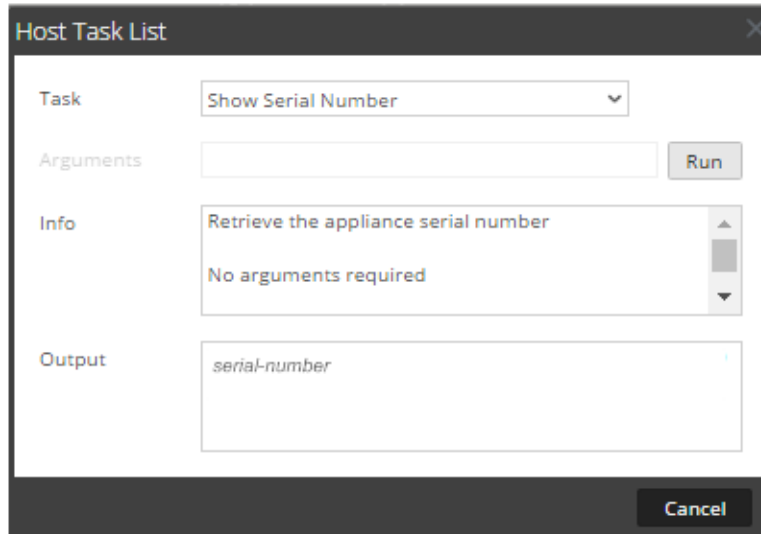 Host Task List
Task
Show Serial Number
Arguments
Run
Info
Retrieve the appliance serial number
No arguments required
Output
serial-number
Cancel